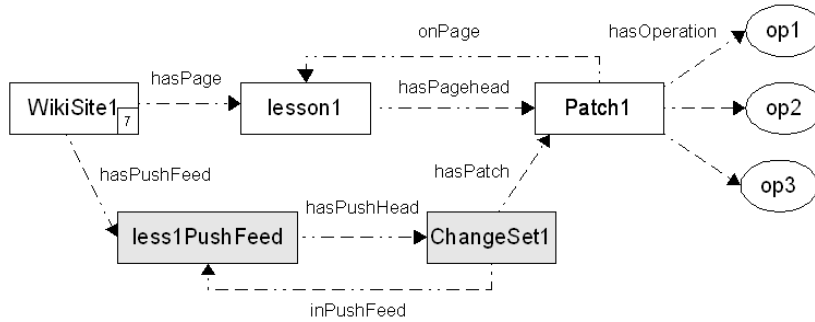 onPage
hasOperation
op1
hasPage
hasPagehead
WikiSite1
7
lesson1
Patch1
op2
hasPushFeed
hasPatch
op3
hasPushHead
less1PushFeed
ChangeSet1
inPushFeed